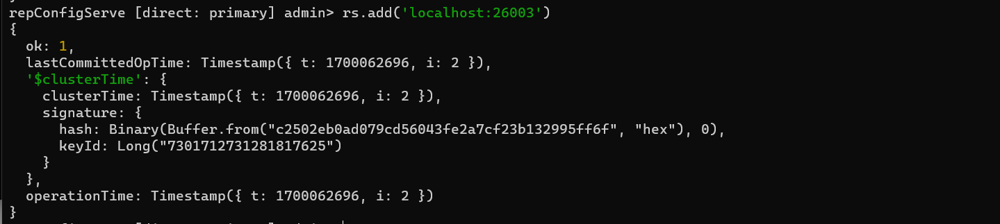 repConfigServe [direct: primary] admin> rs.add('localhost:26003')
{
  ok: 1,
  lastCommittedOpTime: Timestamp({ t: 1700062696, i: 2 }),
  '$clusterTime': {
    clusterTime: Timestamp({ t: 1700062696, i: 2 }),
    signature: {
      hash: Binary(Buffer.from("c2502eb0ad079cd56043fe2a7cf23b132995ff6f", "hex"), 0),
      keyId: Long("7301712731281817625")
    }
  },
  operationTime: Timestamp({ t: 1700062696, i: 2 })
}